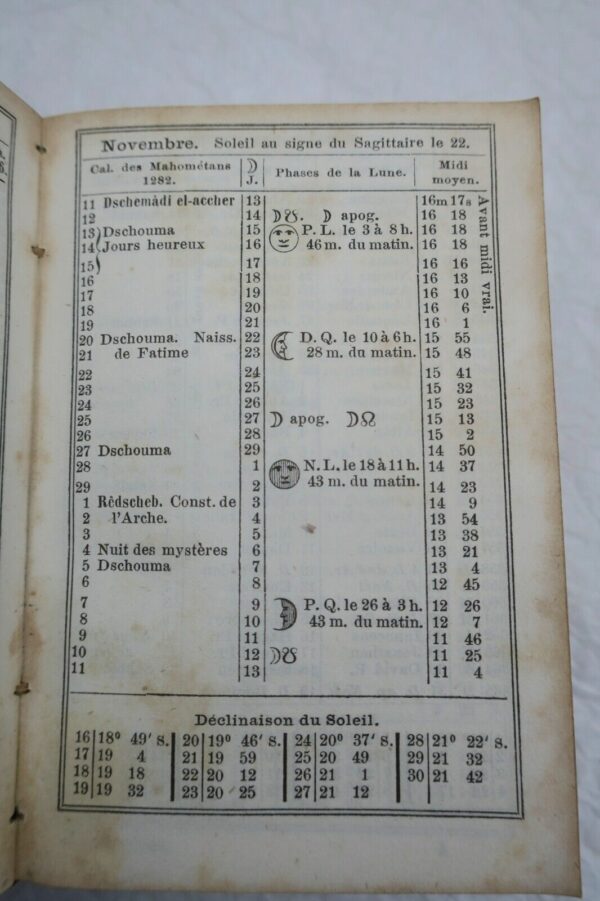 Novembre. Soleil au signe du Sagittaire le 22.
Cal. des Mahométans 1282. ☽ J. Phases de la Lune. Midi moyen.
Avant midi vrai.
11 Dschemâdi el-accher 13 16m 17s
12 14 ☽☋. ☽ apog. 16 18
13 Dschouma 15 P. L. le 3 à 8 h. 16 18
14 Jours heureux 16 46 m. du matin. 16 18
15 17 16 16
16 18 16 13
17 19 16 10
18 20 16 6
19 21 16 1
20 Dschouma. Naiss. 22 D. Q. le 10 à 6 h. 15 55
21 de Fatime 23 28 m. du matin. 15 48
22 24 15 41
23 25 15 32
24 26 15 23
25 27 ☽ apog. ☽☊ 15 13
26 28 15 2
27 Dschouma 29 14 50
28 1 N. L. le 18 à 11 h. 14 37
29 2 43 m. du matin. 14 23
1 Rêdscheb. Const. de 3 14 9
2 l'Arche. 4 13 54
3 5 13 38
4 Nuit des mystères 6 13 21
5 Dschouma 7 13 4
6 8 12 45
7 9 P. Q. le 26 à 3 h. 12 26
8 10 43 m. du matin. 12 7
9 11 11 46
10 12 ☽☋ 11 25
11 13 11 4
Déclinaison du Soleil.
16 18° 49' S. 20 19° 46' S. 24 20° 37' S. 28 21° 22' S.
17 19 4 21 19 59 25 20 49 29 21 32
18 19 18 22 20 12 26 21 1 30 21 42
19 19 32 23 20 25 27 21 12